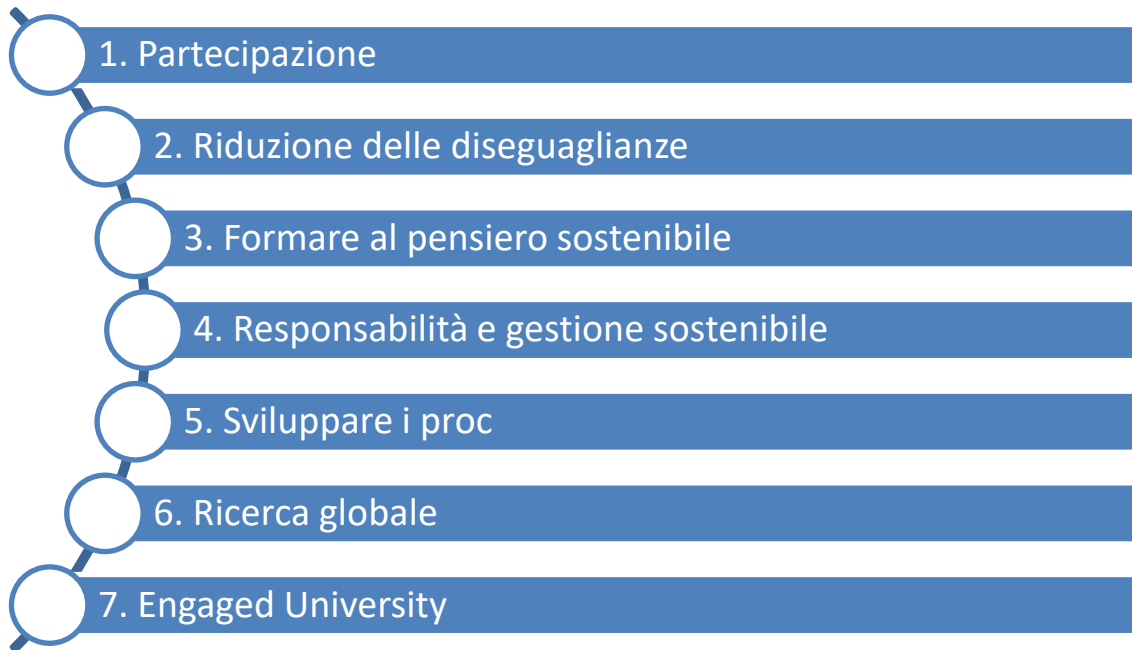 1. Partecipazione
2. Riduzione delle diseguaglianze
3. Formare al pensiero sostenibile
4. Responsabilità e gestione sostenibile
5. Sviluppare i proc
6. Ricerca globale
7. Engaged University